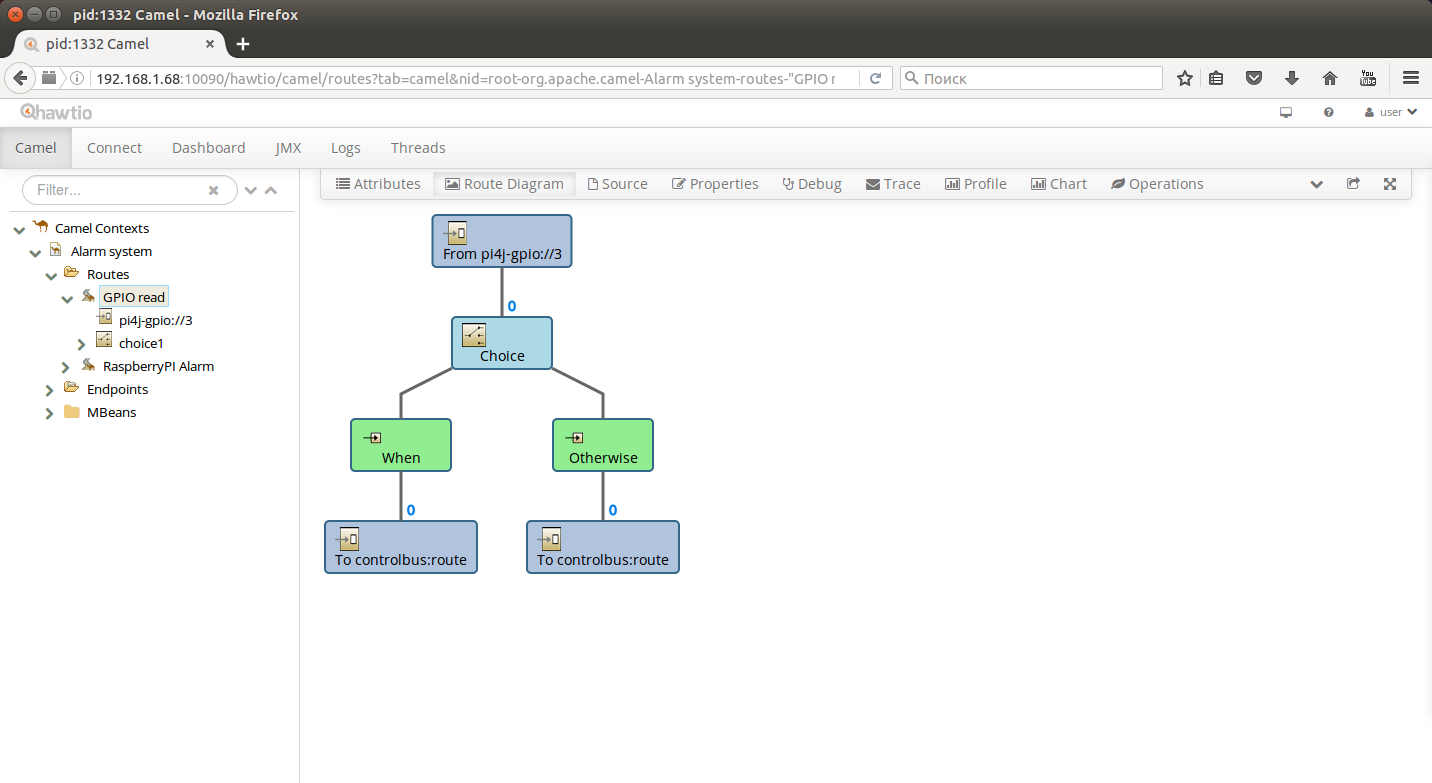 pid:1332 Camel - Mozilla Firefox
pid:1332 Camel
192.168.1.68:10090/hawtio/camel/routes?tab=camel&nid=root-org.apache.camel-Alarm system-routes-"GPIO r
Поиск
You Tube
hawtio
user
Camel Connect Dashboard JMX Logs Threads
Filter...
Attributes Route Diagram Source Properties Debug Trace Profile Chart Operations
Camel Contexts
Alarm system
Routes
GPIO read
pi4j-gpio://3
choice1
RaspberryPI Alarm
Endpoints
MBeans
From pi4j-gpio://3
0
Choice
When Otherwise
0 0
To controlbus:route To controlbus:route